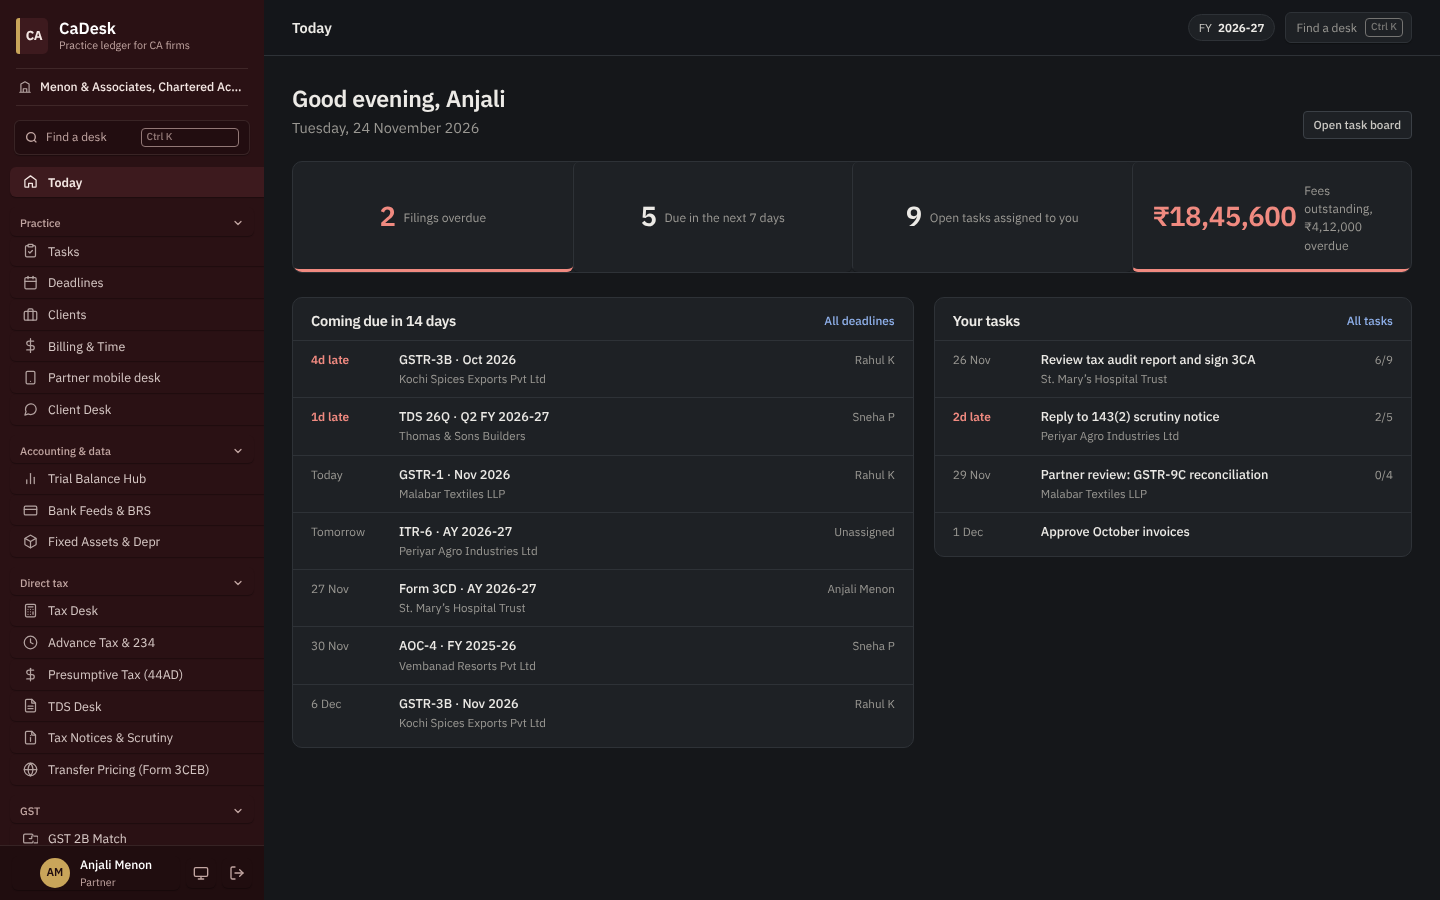 CA
CaDesk
Practice ledger for CA firms
Menon & Associates, Chartered Ac...
Find a desk Ctrl K
Today
Practice
Tasks
Deadlines
Clients
Billing & Time
Partner mobile desk
Client Desk
Accounting & data
Trial Balance Hub
Bank Feeds & BRS
Fixed Assets & Depr
Direct tax
Tax Desk
Advance Tax & 234
Presumptive Tax (44AD)
TDS Desk
Tax Notices & Scrutiny
Transfer Pricing (Form 3CEB)
GST
GST 2B Match
AM
Anjali Menon
Partner
Today
FY 2026-27
Find a desk Ctrl K
Good evening, Anjali
Tuesday, 24 November 2026
Open task board
2 Filings overdue
5 Due in the next 7 days
9 Open tasks assigned to you
₹18,45,600
Fees
outstanding,
₹4,12,000
overdue
Coming due in 14 days All deadlines
4d late GSTR-3B · Oct 2026 Rahul K
Kochi Spices Exports Pvt Ltd
1d late TDS 26Q · Q2 FY 2026-27 Sneha P
Thomas & Sons Builders
Today GSTR-1 · Nov 2026 Rahul K
Malabar Textiles LLP
Tomorrow ITR-6 · AY 2026-27 Unassigned
Periyar Agro Industries Ltd
27 Nov Form 3CD · AY 2026-27 Anjali Menon
St. Mary's Hospital Trust
30 Nov AOC-4 · FY 2025-26 Sneha P
Vembanad Resorts Pvt Ltd
6 Dec GSTR-3B · Nov 2026 Rahul K
Kochi Spices Exports Pvt Ltd
Your tasks All tasks
26 Nov Review tax audit report and sign 3CA 6/9
St. Mary's Hospital Trust
2d late Reply to 143(2) scrutiny notice 2/5
Periyar Agro Industries Ltd
29 Nov Partner review: GSTR-9C reconciliation 0/4
Malabar Textiles LLP
1 Dec Approve October invoices